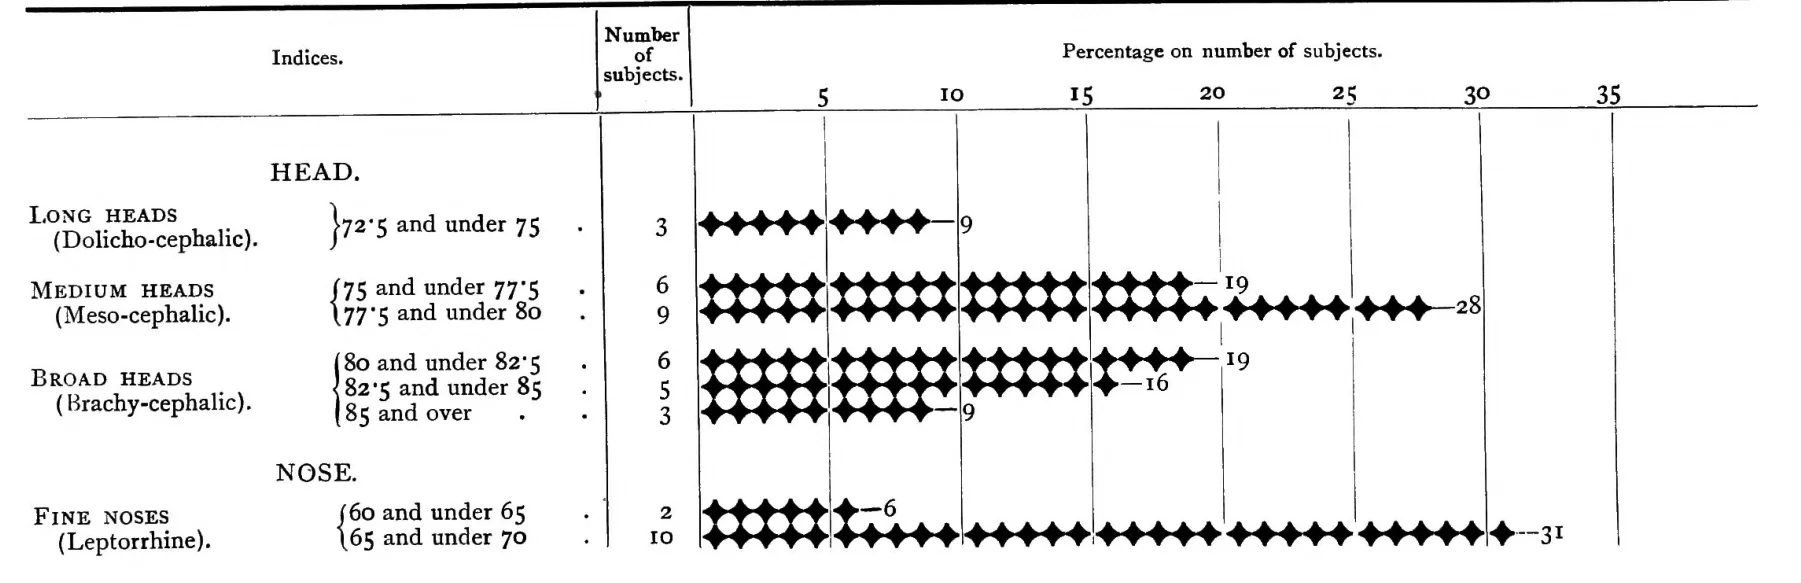 Indices.
Number
of
subjects.
Percentage on number of subjects.
5 10 15 20 25 30 35
HEAD.
LONG HEADS
(Dolicho-cephalic).
72·5 and under 75 . 3 9
MEDIUM HEADS
(Meso-cephalic).
75 and under 77·5 . 6 19
77·5 and under 80 . 9 28
BROAD HEADS
(Brachy-cephalic).
80 and under 82·5 . 6 19
82·5 and under 85 . 5 16
85 and over . . 3 9
NOSE.
FINE NOSES
(Leptorrhine).
60 and under 65 . 2 6
65 and under 70 . 10 31